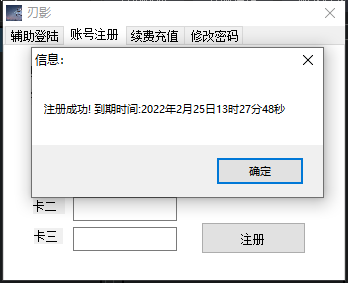 刃影
辅助登陆 账号注册 续费充值 修改密码
信息:
注册成功! 到期时间:2022年2月25日13时27分48秒
确定
卡二
卡三
注册